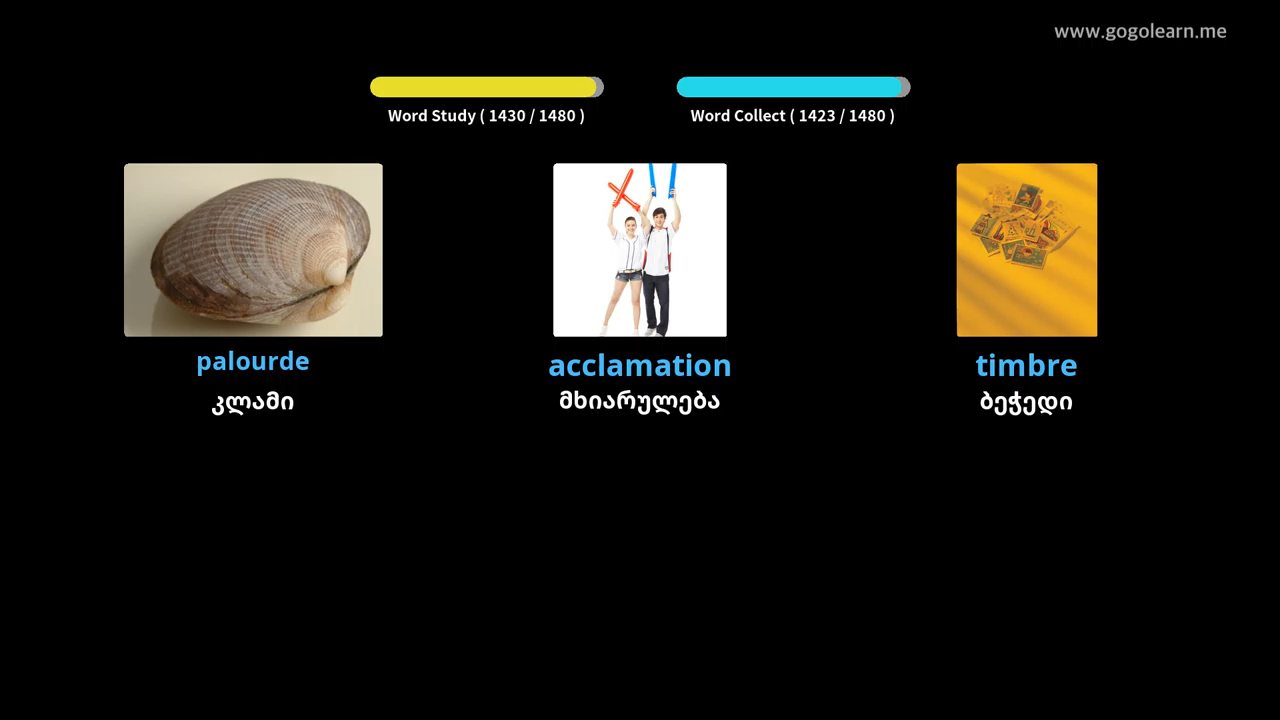 www.gogolearn.me
Word Study ( 1430 / 1480 )
Word Collect ( 1423 / 1480 )
palourde
acclamation
timbre
კლამი
მხიარულება
ბეჭედი